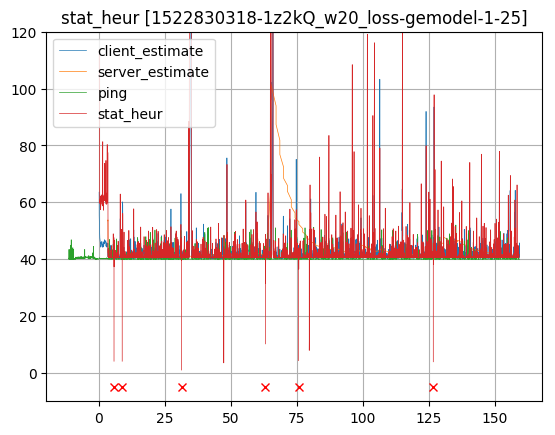 stat_heur [1522830318-1z2kQ_w20_loss-gemodel-1-25]
client_estimate
server_estimate
ping
stat_heur
120
100
80
60
40
20
0
0
25
50
75
100
125
150